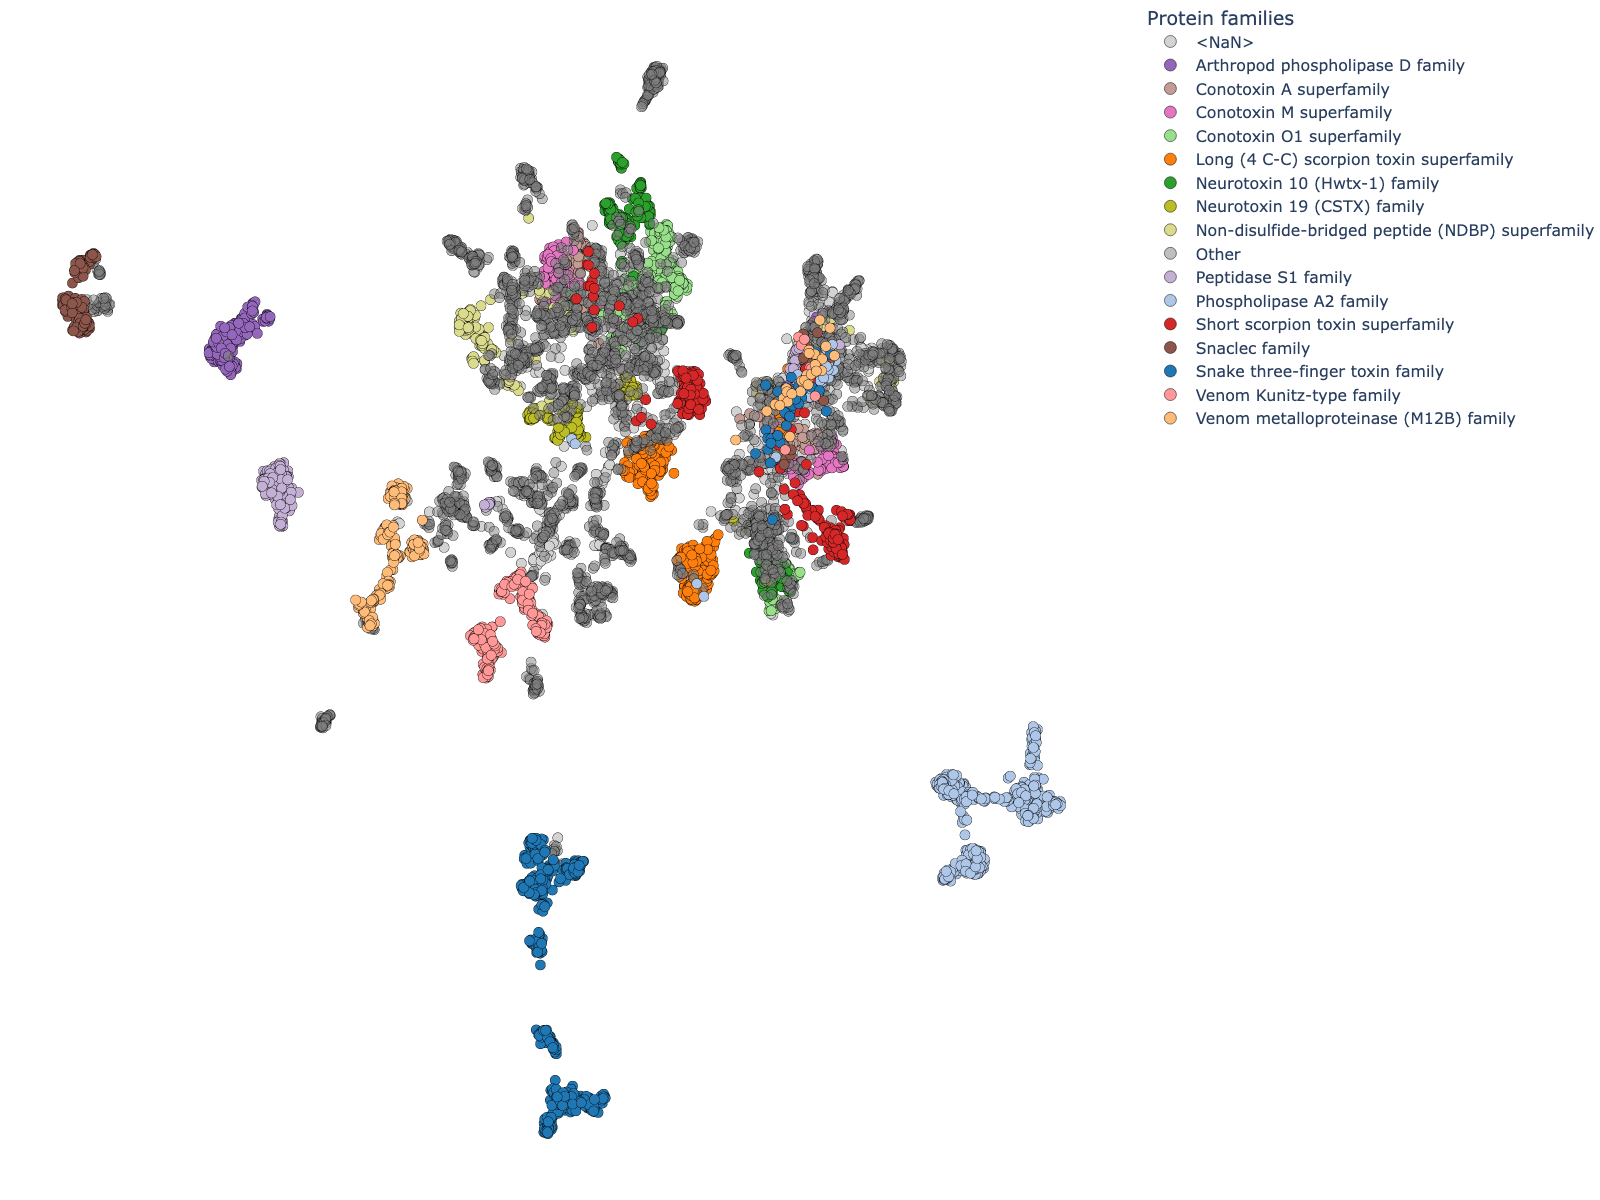 Protein families
<NaN>
Arthropod phospholipase D family
Conotoxin A superfamily
Conotoxin M superfamily
Conotoxin O1 superfamily
Long (4 C-C) scorpion toxin superfamily
Neurotoxin 10 (Hwtx-1) family
Neurotoxin 19 (CSTX) family
Non-disulfide-bridged peptide (NDBP) superfamily
Other
Peptidase S1 family
Phospholipase A2 family
Short scorpion toxin superfamily
Snaclec family
Snake three-finger toxin family
Venom Kunitz-type family
Venom metalloproteinase (M12B) family